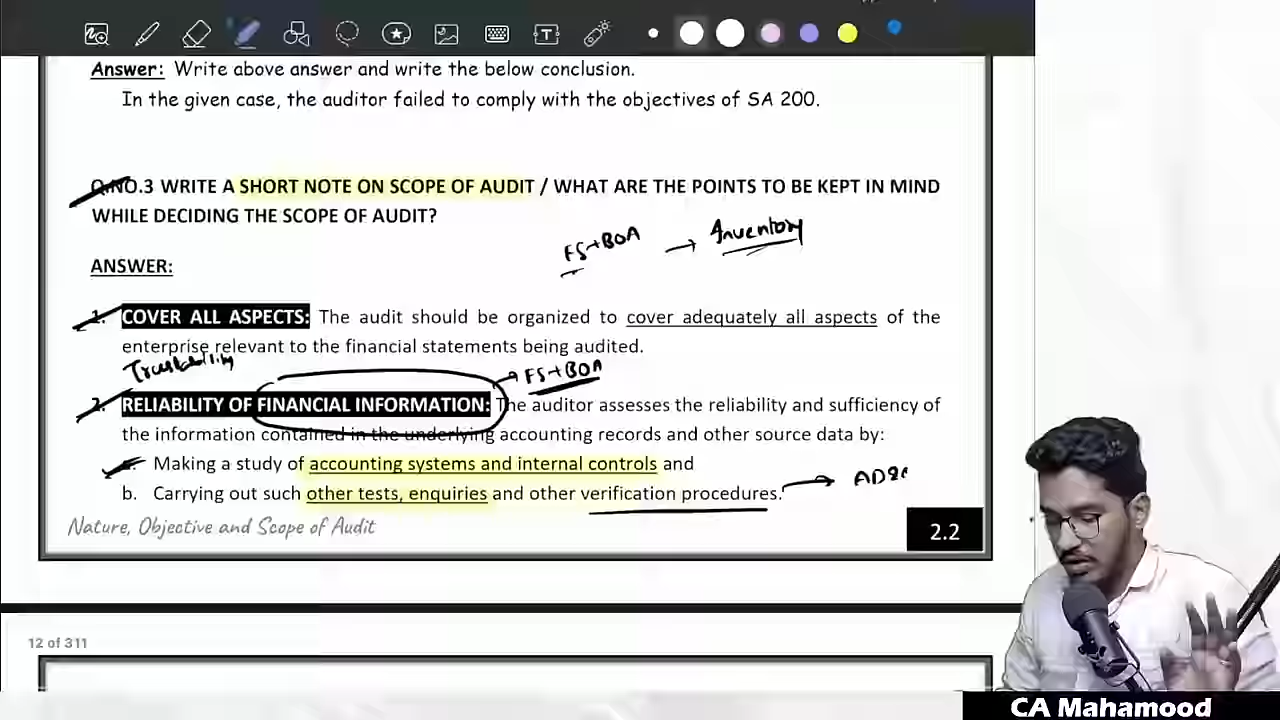 Answer: Write above answer and write the below conclusion.
In the given case, the auditor failed to comply with the objectives of SA 200.
Q.NO.3 WRITE A SHORT NOTE ON SCOPE OF AUDIT / WHAT ARE THE POINTS TO BE KEPT IN MIND
WHILE DECIDING THE SCOPE OF AUDIT?
FS+BOA → Inventory
ANSWER:
1. COVER ALL ASPECTS: The audit should be organized to cover adequately all aspects of the
enterprise relevant to the financial statements being audited.
Trustability
FS+BOA
2. RELIABILITY OF FINANCIAL INFORMATION: The auditor assesses the reliability and sufficiency of
the information contained in the underlying accounting records and other source data by:
a. Making a study of accounting systems and internal controls and
b. Carrying out such other tests, enquiries and other verification procedures.
Nature, Objective and Scope of Audit
2.2
12 of 311
CA Mahamood